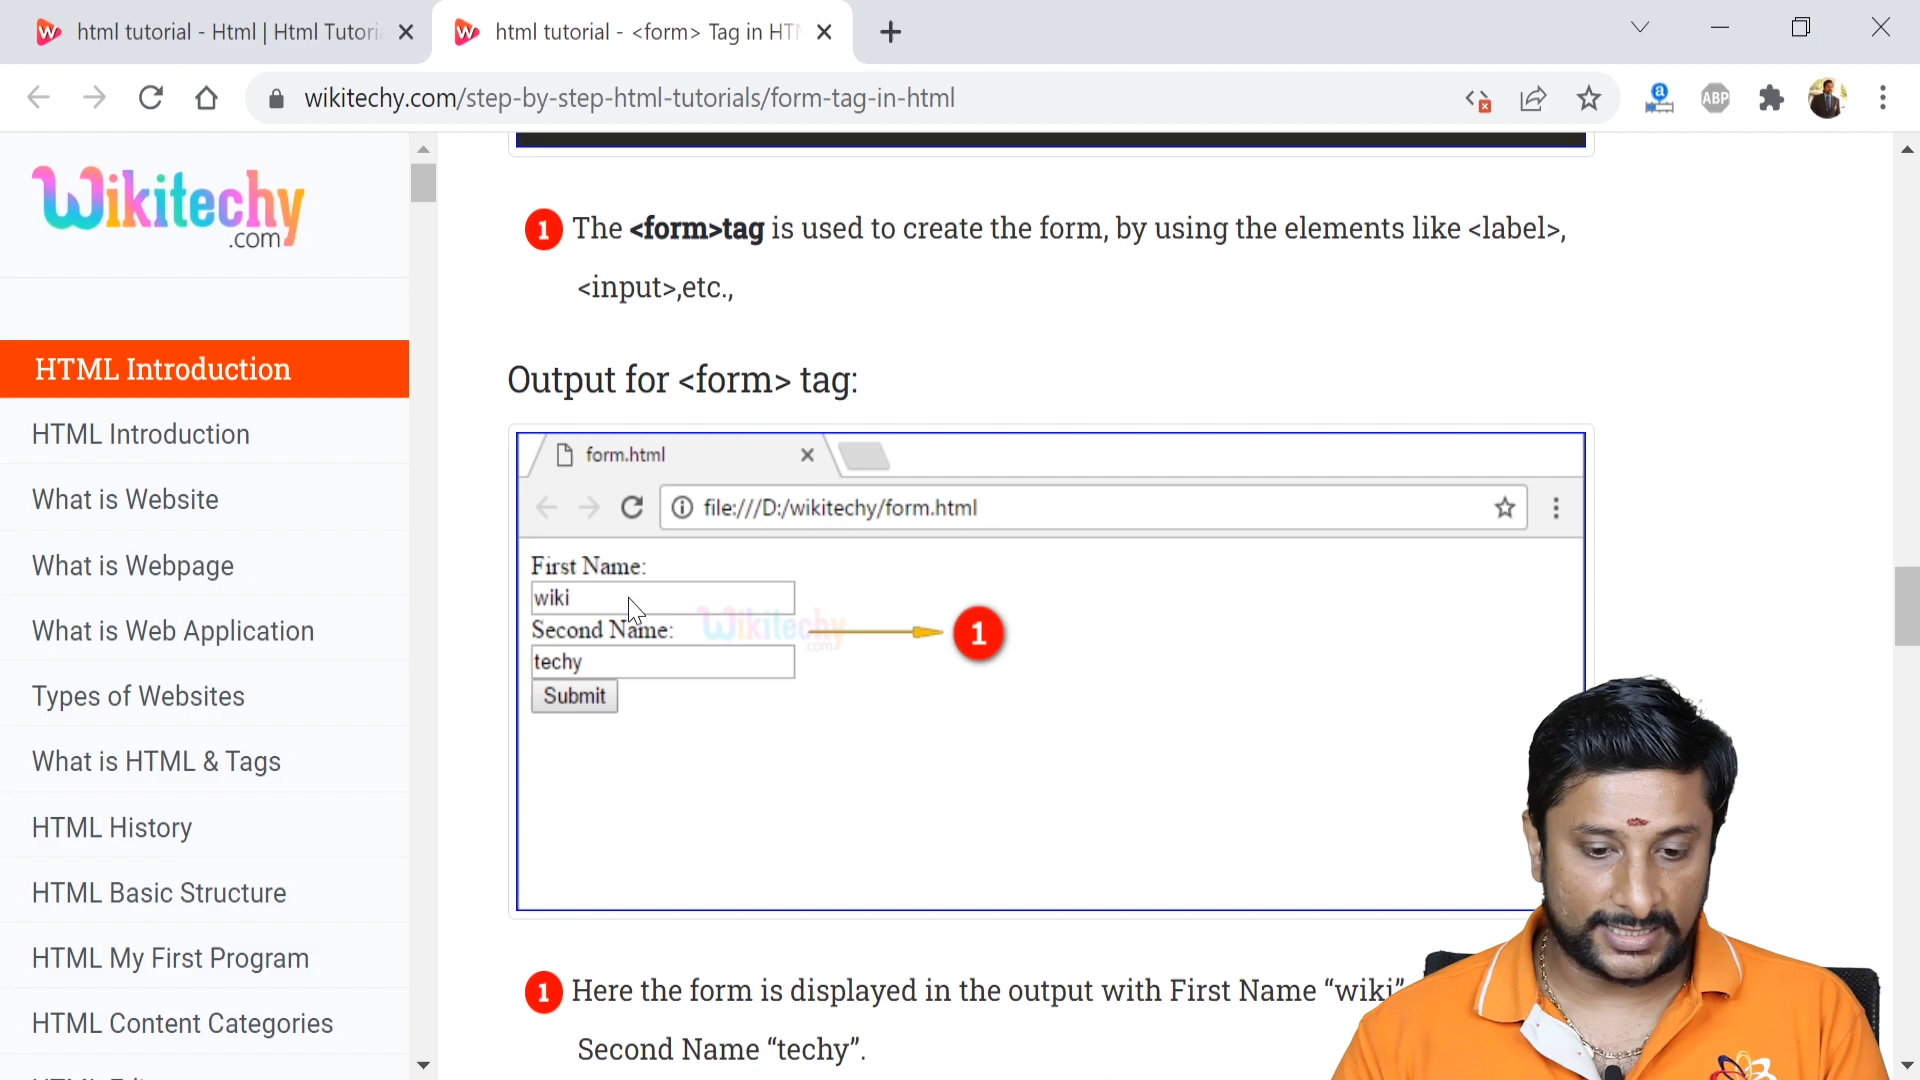 html tutorial - Html | Html Tutori
html tutorial - <form> Tag in HT
wikitechy.com/step-by-step-html-tutorials/form-tag-in-html
ABP
Wikitechy
.com
HTML Introduction
HTML Introduction
What is Website
What is Webpage
What is Web Application
Types of Websites
What is HTML & Tags
HTML History
HTML Basic Structure
HTML My First Program
HTML Content Categories
1 The <form>tag is used to create the form, by using the elements like <label>,
<input>,etc.,
Output for <form> tag:
form.html
file:///D:/wikitechy/form.html
First Name:
wiki
Second Name:
techy
Submit
Wikitechy
.com
1
1 Here the form is displayed in the output with First Name “wiki”
Second Name “techy”.